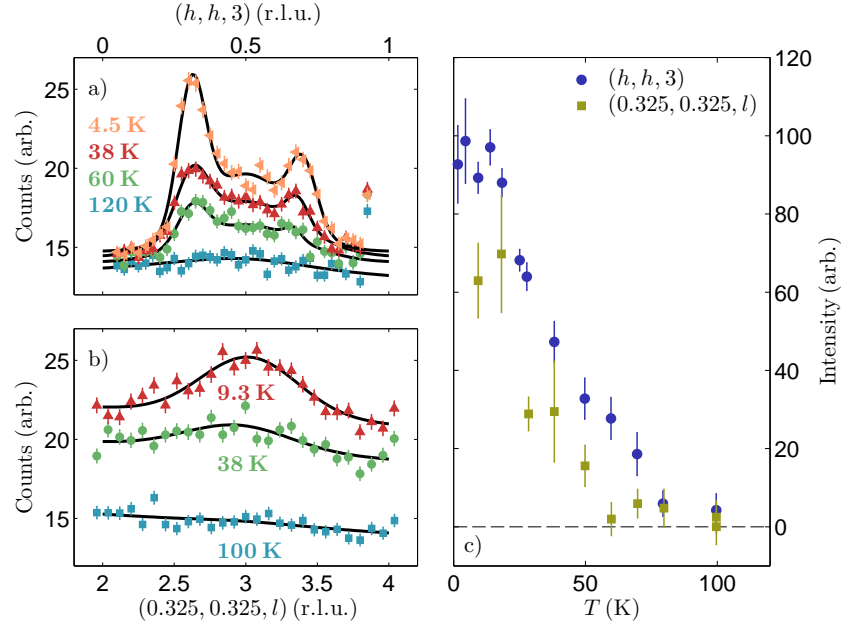 (h, h, 3) (r.l.u.)
0 0.5 1
a)
4.5 K
38 K
60 K
120 K
25
20
15
Counts (arb.)
b)
9.3 K
38 K
100 K
25
20
15
Counts (arb.)
2 2.5 3 3.5 4
(0.325, 0.325, l) (r.l.u.)
(h, h, 3)
(0.325, 0.325, l)
c)
120
100
80
60
40
20
0
Intensity (arb.)
0 50 100
T (K)